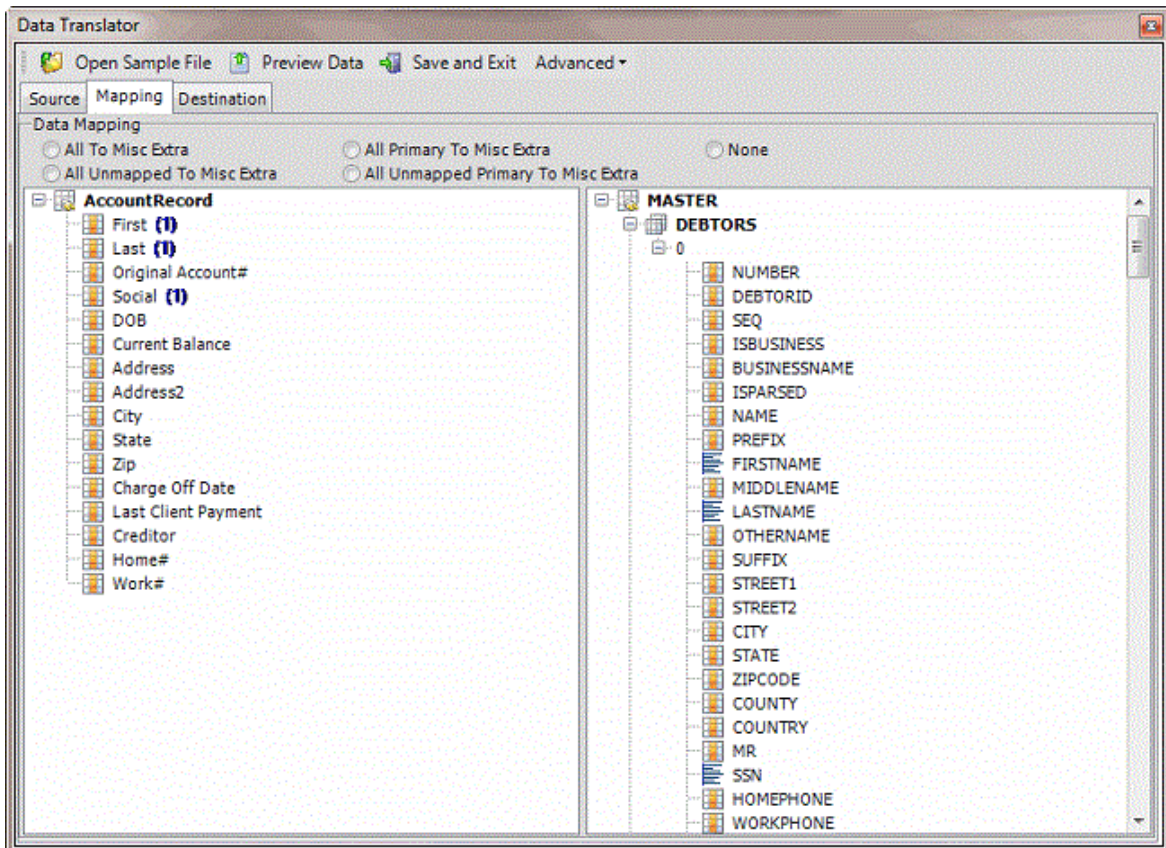 Data Translator
Open Sample File Preview Data Save and Exit Advanced
Source Mapping Destination
Data Mapping
All To Misc Extra All Primary To Misc Extra None
All Unmapped To Misc Extra All Unmapped Primary To Misc Extra
AccountRecord
First (1)
Last (1)
Original Account#
Social (1)
DOB
Current Balance
Address
Address2
City
State
Zip
Charge Off Date
Last Client Payment
Creditor
Home#
Work#
MASTER
DEBTORS
0
NUMBER
DEBTORID
SEQ
ISBUSINESS
BUSINESSNAME
ISPARSED
NAME
PREFIX
FIRSTNAME
MIDDLENAME
LASTNAME
OTHERNAME
SUFFIX
STREET1
STREET2
CITY
STATE
ZIPCODE
COUNTY
COUNTRY
MR
SSN
HOMEPHONE
WORKPHONE